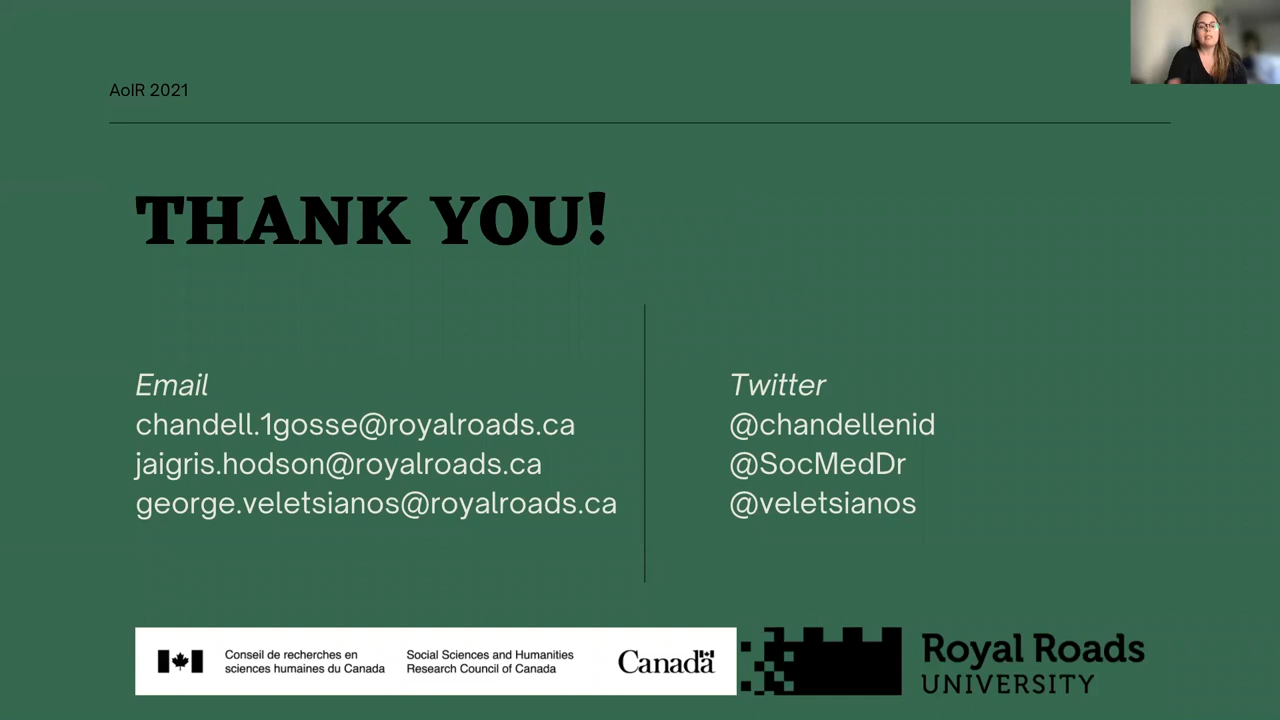 AoIR 2021
THANK YOU!
Email
chandell.1gosse@royalroads.ca
jaigris.hodson@royalroads.ca
george.veletsianos@royalroads.ca
Twitter
@chandellenid
@SocMedDr
@veletsianos
Conseil de recherches en
sciences humaines du Canada
Social Sciences and Humanities
Research Council of Canada
Canada
Royal Roads
UNIVERSITY